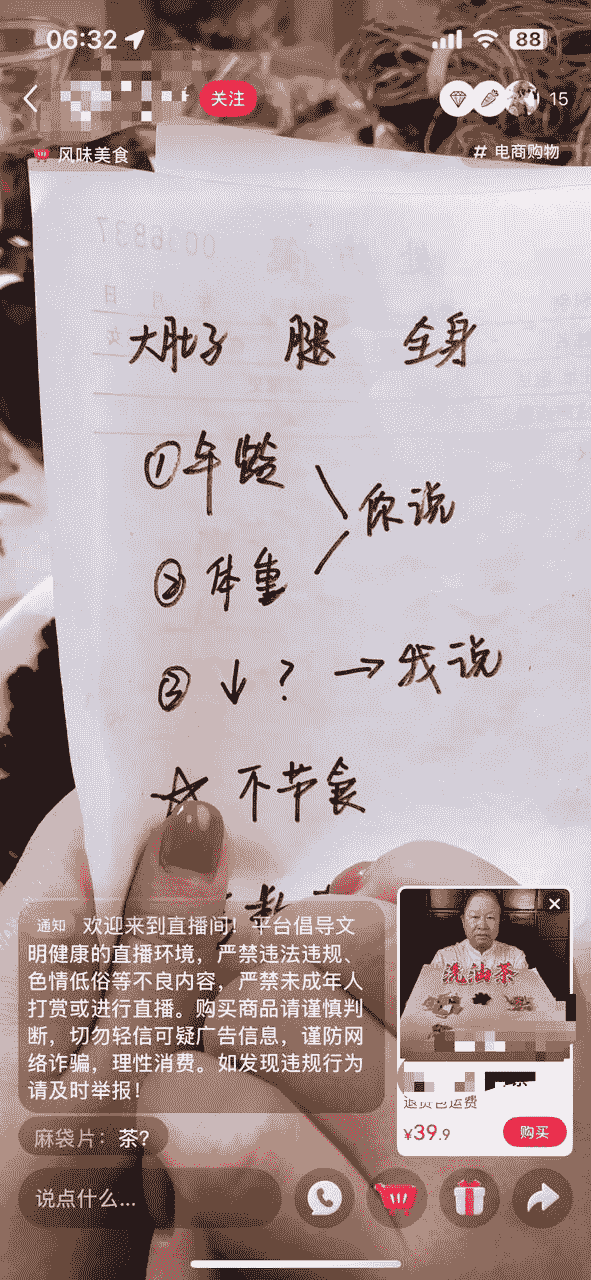 06:32
88
关注
15
风味美食
# 电商购物
0036837
大肚子 腿 全身
①年龄
你说
②体重
③ ↓ ? → 我说
☆ 不节食
通知 欢迎来到直播间！平台倡导文
明健康的直播环境，严禁违法违规、
色情低俗等不良内容，严禁未成年人
打赏或进行直播。购买商品请谨慎判
断，切勿轻信可疑广告信息，谨防网
络诈骗，理性消费。如发现违规行为
请及时举报！
洗油茶
退货包运费
¥39.9
购买
麻袋片：茶？
说点什么...